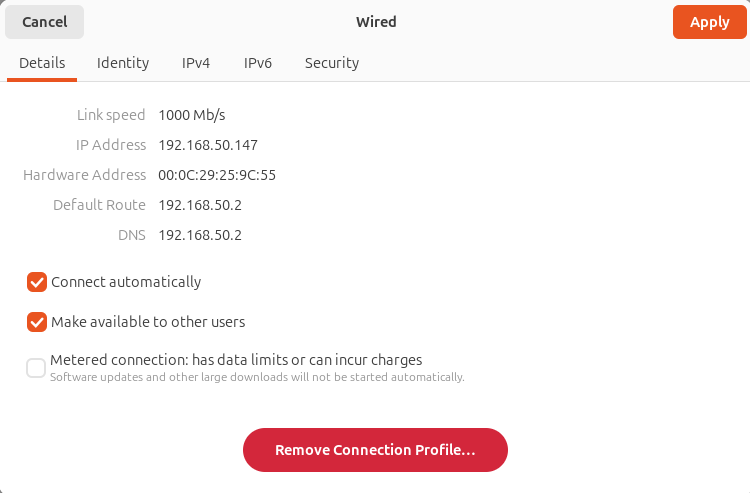 Cancel Wired Apply
Details Identity IPv4 IPv6 Security
Link speed 1000 Mb/s
IP Address 192.168.50.147
Hardware Address 00:0C:29:25:9C:55
Default Route 192.168.50.2
DNS 192.168.50.2
Connect automatically
Make available to other users
Metered connection: has data limits or can incur charges
Software updates and other large downloads will not be started automatically.
Remove Connection Profile…